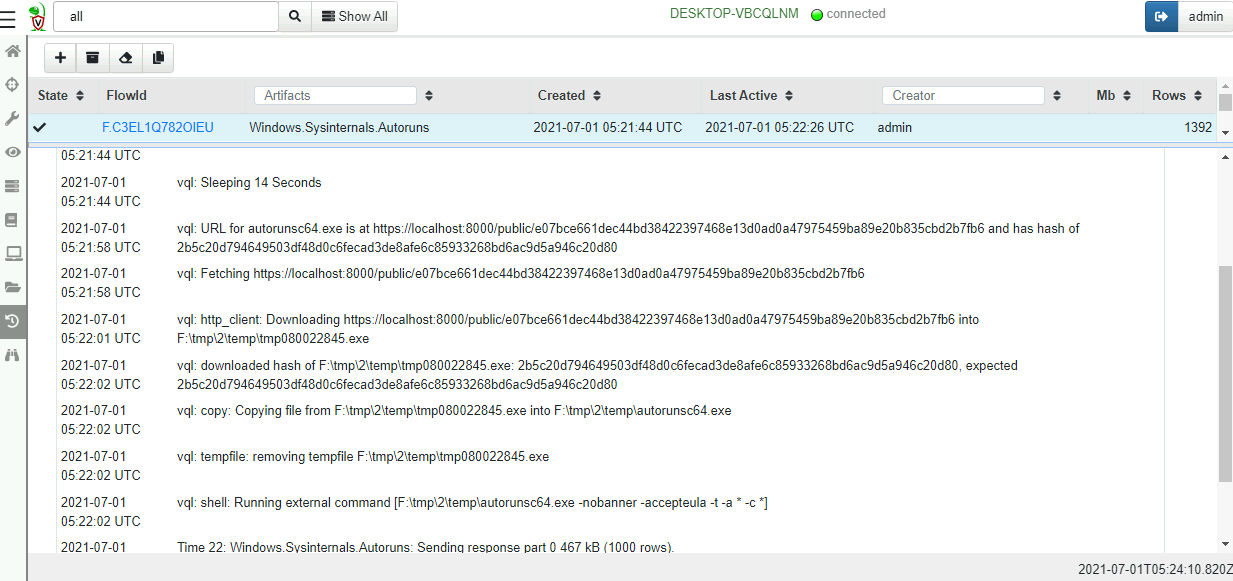 all Show All DESKTOP-VBCQLNM connected admin
State FlowId Artifacts Created Last Active Creator Mb Rows
F.C3EL1Q782OIEU Windows.Sysinternals.Autoruns 2021-07-01 05:21:44 UTC 2021-07-01 05:22:26 UTC admin 1392
05:21:44 UTC
2021-07-01 vql: Sleeping 14 Seconds
05:21:44 UTC
2021-07-01 vql: URL for autorunsc64.exe is at https://localhost:8000/public/e07bce661dec44bd38422397468e13d0ad0a47975459ba89e20b835cbd2b7fb6 and has hash of
05:21:58 UTC 2b5c20d794649503df48d0c6fecad3de8afe6c85933268bd6ac9d5a946c20d80
2021-07-01 vql: Fetching https://localhost:8000/public/e07bce661dec44bd38422397468e13d0ad0a47975459ba89e20b835cbd2b7fb6
05:21:58 UTC
2021-07-01 vql: http_client: Downloading https://localhost:8000/public/e07bce661dec44bd38422397468e13d0ad0a47975459ba89e20b835cbd2b7fb6 into
05:22:01 UTC F:\tmp\2\temp\tmp080022845.exe
2021-07-01 vql: downloaded hash of F:\tmp\2\temp\tmp080022845.exe: 2b5c20d794649503df48d0c6fecad3de8afe6c85933268bd6ac9d5a946c20d80, expected
05:22:02 UTC 2b5c20d794649503df48d0c6fecad3de8afe6c85933268bd6ac9d5a946c20d80
2021-07-01 vql: copy: Copying file from F:\tmp\2\temp\tmp080022845.exe into F:\tmp\2\temp\autorunsc64.exe
05:22:02 UTC
2021-07-01 vql: tempfile: removing tempfile F:\tmp\2\temp\tmp080022845.exe
05:22:02 UTC
2021-07-01 vql: shell: Running external command [F:\tmp\2\temp\autorunsc64.exe -nobanner -accepteula -t -a * -c *]
05:22:02 UTC
2021-07-01 Time 22: Windows.Sysinternals.Autoruns: Sending response part 0 467 kB (1000 rows).
2021-07-01T05:24:10.820Z